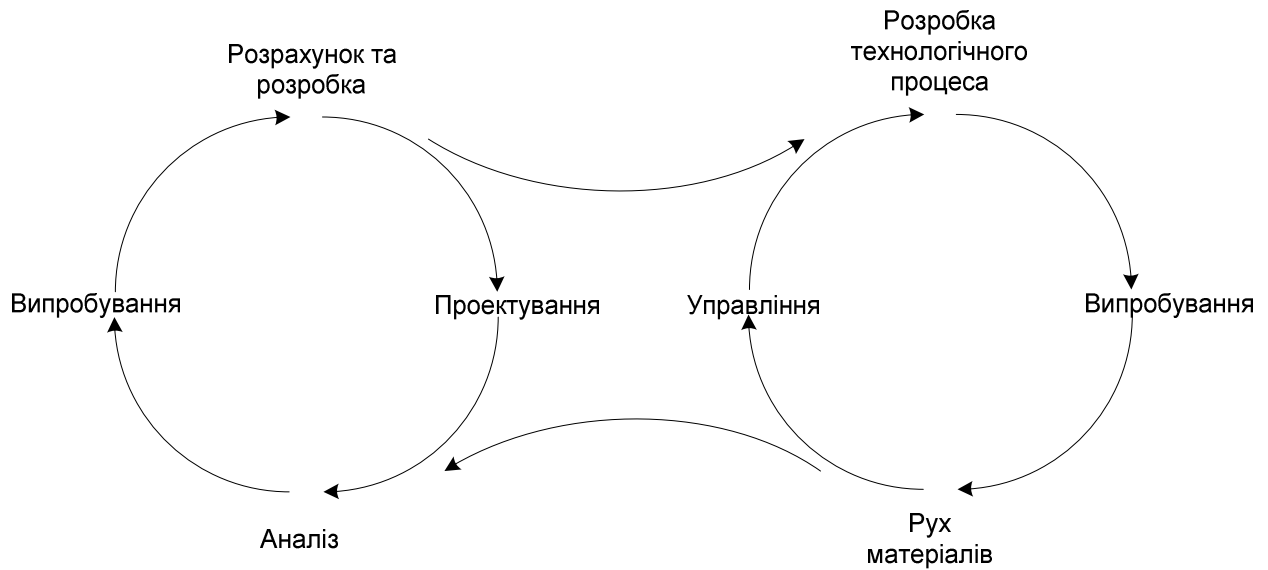 Розрахунок та
розробка
Розробка
технологічного
процеса
Випробування
Проектування
Управління
Випробування
Аналіз
Рух
матеріалів